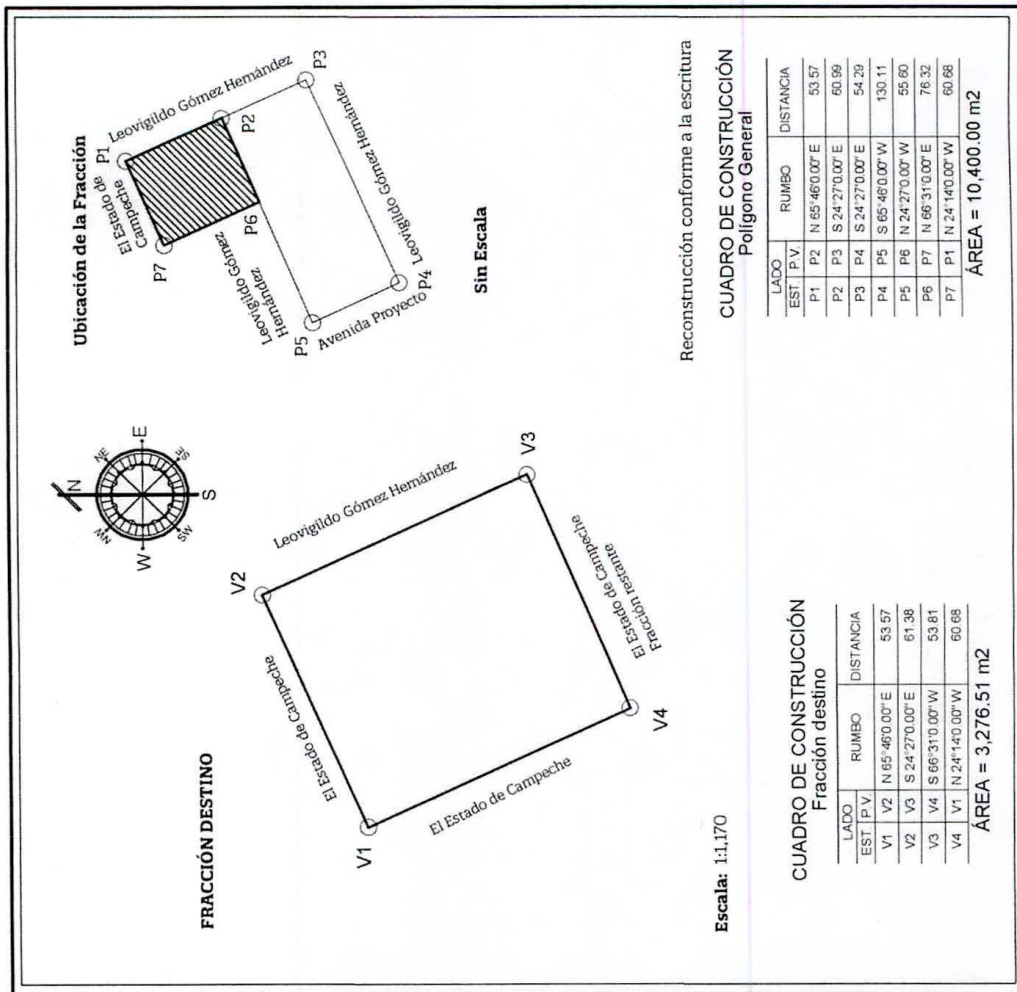 FRACCIÓN DESTINO
N
NE
E
SE
S
SW
W
NW
Ubicación de la Fracción
P1
El Estado de
Campeche
Leovigildo Gómez Hernández
P7
P2
P6
Leovigildo Gómez
Hernández
P3
P5
Leovigildo Gómez Hernández
Avenida Proyecto
P4
Sin Escala
V2
El Estado de Campeche
Leovigildo Gómez Hernández
V1
V3
El Estado de Campeche
El Estado de Campeche
Fracción restante
V4
Escala: 1:1,170
CUADRO DE CONSTRUCCIÓN
Fracción destino
LADO RUMBO DISTANCIA
EST. P.V.
V1 V2 N 65°46'0.00" E 53.57
V2 V3 S 24°27'0.00" E 61.38
V3 V4 S 66°31'0.00" W 53.81
V4 V1 N 24°14'0.00" W 60.68
ÁREA = 3,276.51 m2
Reconstrucción conforme a la escritura
CUADRO DE CONSTRUCCIÓN
Polígono General
LADO RUMBO DISTANCIA
EST. P.V.
P1 P2 N 65°46'0.00" E 53.57
P2 P3 S 24°27'0.00" E 60.99
P3 P4 S 24°27'0.00" E 54.29
P4 P5 S 65°46'0.00" W 130.11
P5 P6 N 24°27'0.00" W 55.60
P6 P7 N 66°31'0.00" E 76.32
P7 P1 N 24°14'0.00" W 60.68
ÁREA = 10,400.00 m2